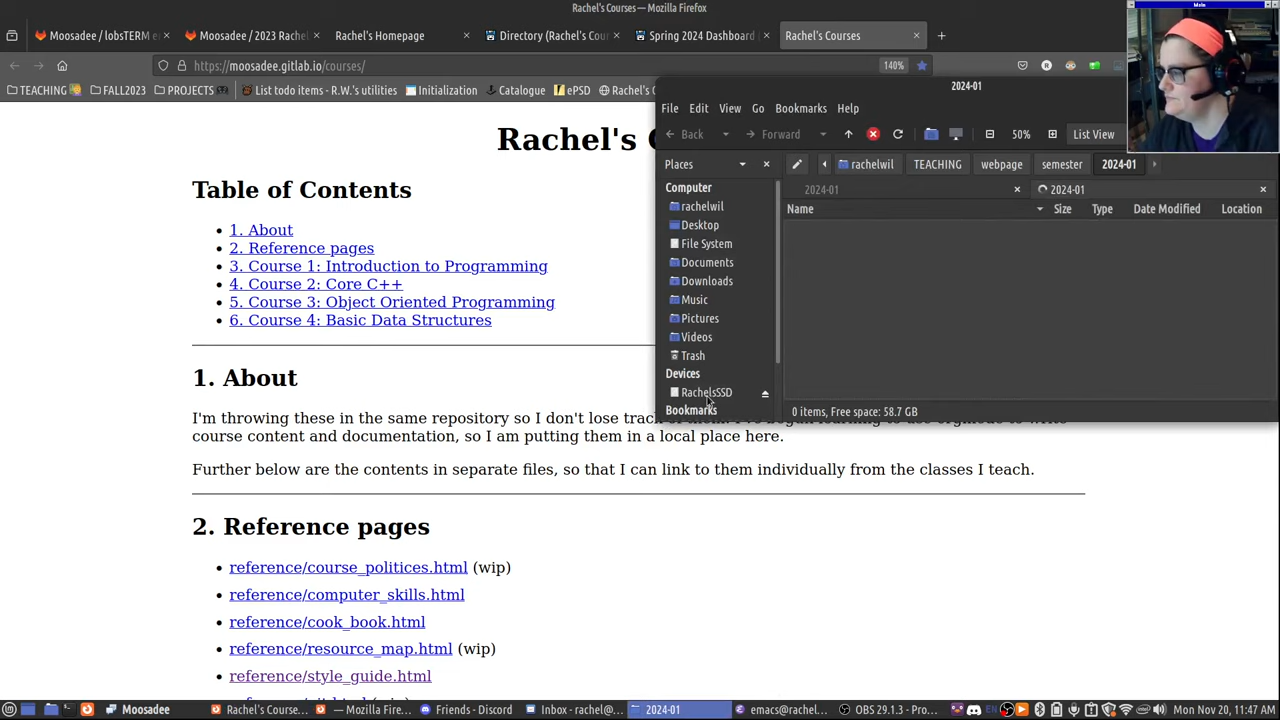 Rachel's Courses — Mozilla Firefox
Main
Moosadee / lobsTERM e
Moosadee / 2023 Rachel
Rachel's Homepage
Directory (Rachel's Cour
Spring 2024 Dashboard
Rachel's Courses
https://moosadee.gitlab.io/courses/
140%
TEACHING
FALL2023
PROJECTS
List todo items - R.W.'s utilities
Initialization
Catalogue
ePSD
Rachel's
2024-01
File Edit View Go Bookmarks Help
Back
Forward
50%
List View
Places
rachelwil
TEACHING
webpage
semester
2024-01
2024-01
2024-01
Name
Size
Type
Date Modified
Location
Computer
rachelwil
Desktop
File System
Documents
Downloads
Music
Pictures
Videos
Trash
Devices
RachelsSSD
Bookmarks
0 items, Free space: 58.7 GB
Rachel's
Table of Contents
1. About
2. Reference pages
3. Course 1: Introduction to Programming
4. Course 2: Core C++
5. Course 3: Object Oriented Programming
6. Course 4: Basic Data Structures
1. About
I'm throwing these in the same repository so I don't lose track
course content and documentation, so I am putting them in a local place here.
Further below are the contents in separate files, so that I can link to them individually from the classes I teach.
2. Reference pages
reference/course_politices.html (wip)
reference/computer_skills.html
reference/cook_book.html
reference/resource_map.html (wip)
reference/style_guide.html
Moosadee
Rachel's Course...
— Mozilla Fire...
Friends - Discord
Inbox - rachel@...
2024-01
emacs@rachel...
OBS 29.1.3 - Pro...
Mon Nov 20, 11:47 AM